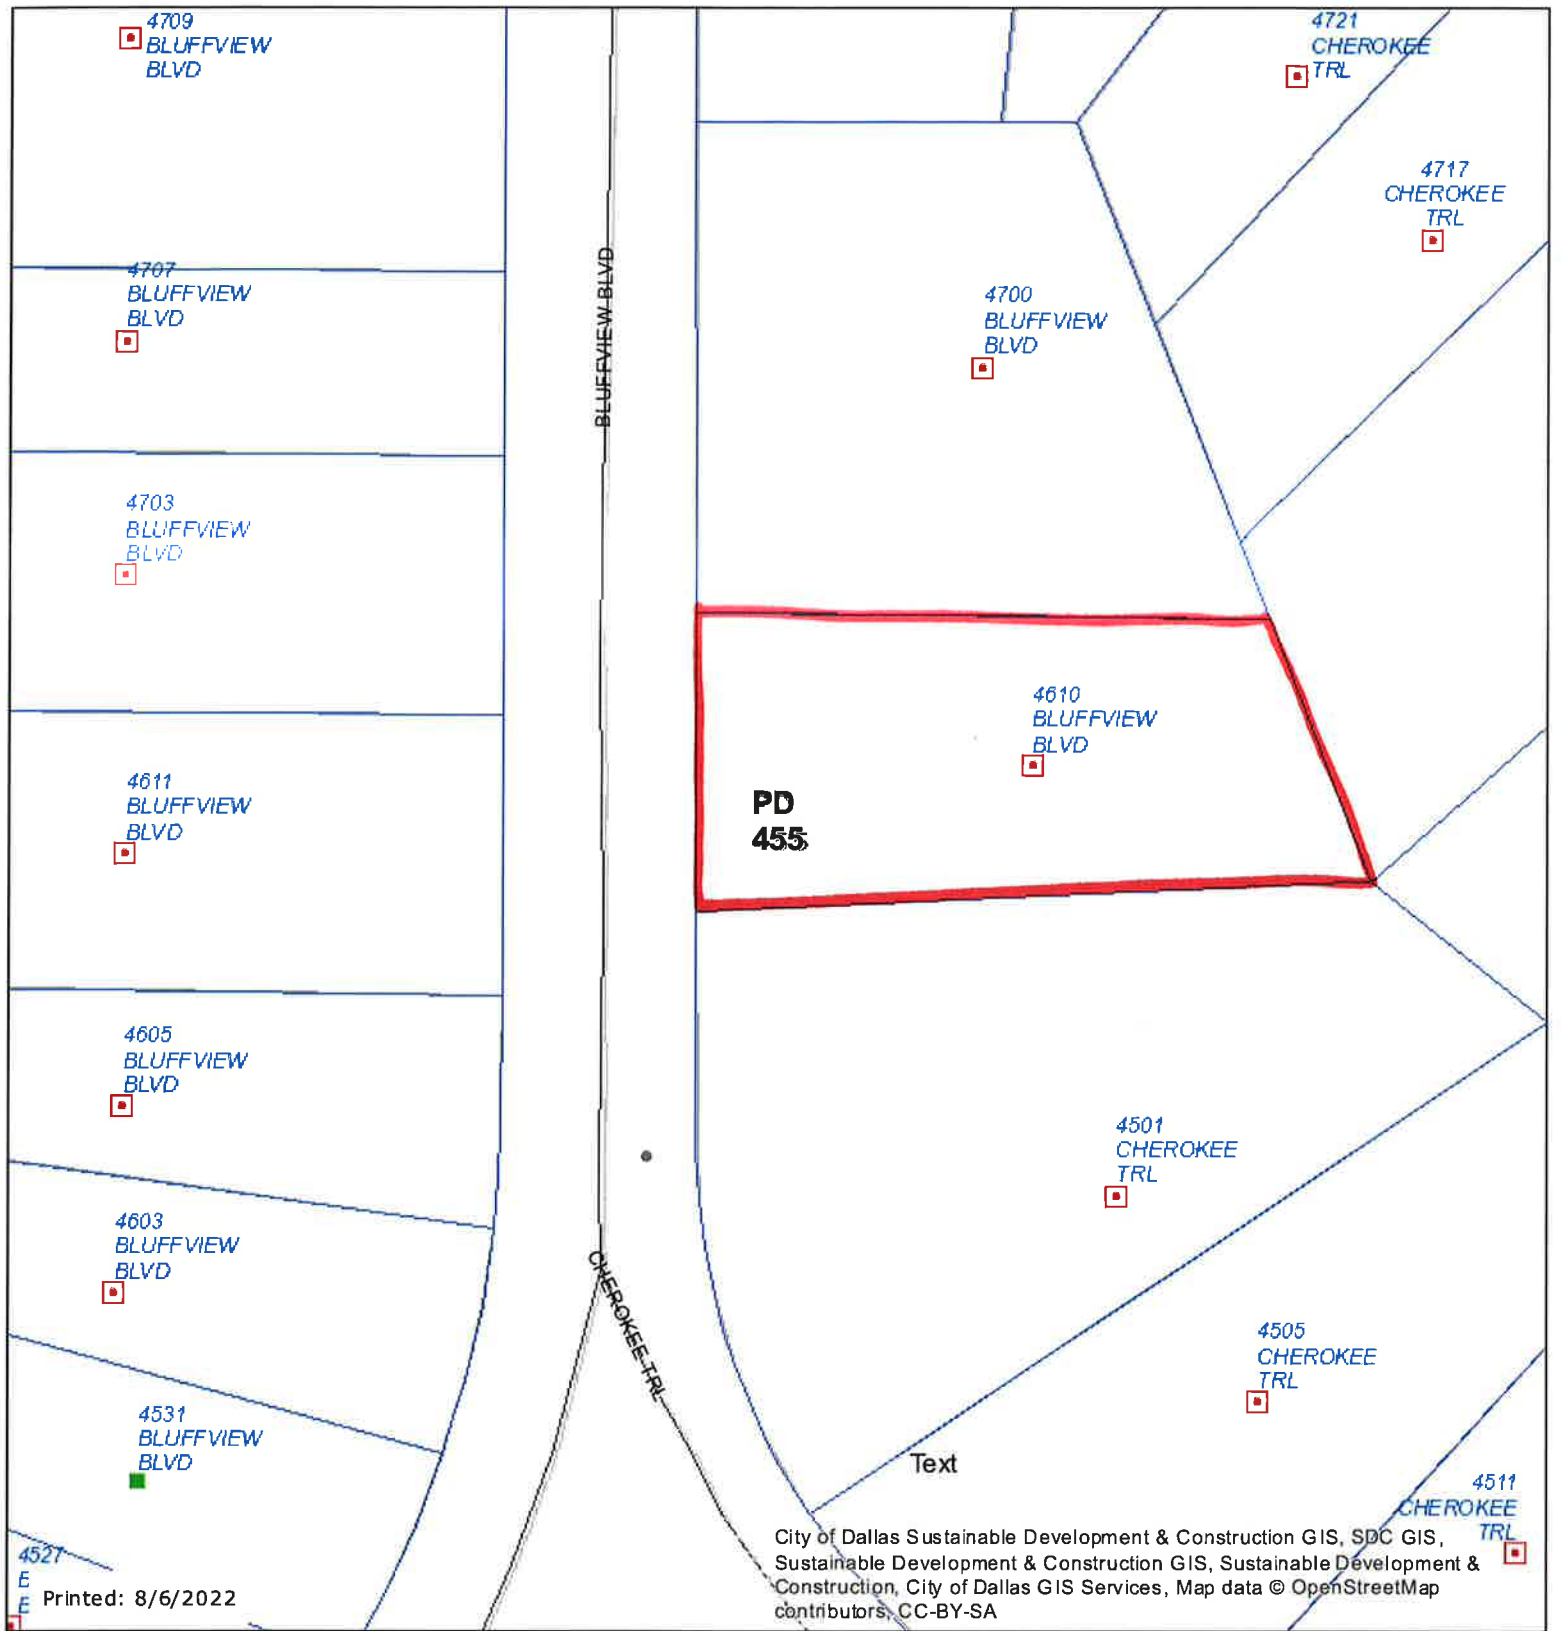 4709
BLUFFVIEW
BLVD
4721
CHEROKEE
TRL
4717
CHEROKEE
TRL
4707
BLUFFVIEW
BLVD
BLUFFVIEW BLVD
4700
BLUFFVIEW
BLVD
4703
BLUFFVIEW
BLVD
4610
BLUFFVIEW
BLVD
4611
BLUFFVIEW
BLVD
PD
455
4605
BLUFFVIEW
BLVD
4501
CHEROKEE
TRL
4603
BLUFFVIEW
BLVD
CHEROKEE TRL
4505
CHEROKEE
TRL
4531
BLUFFVIEW
BLVD
Text
4511
CHEROKEE
TRL
4527
Printed: 8/6/2022
City of Dallas Sustainable Development & Construction GIS, SDC GIS,
Sustainable Development & Construction GIS, Sustainable Development &
Construction, City of Dallas GIS Services, Map data © OpenStreetMap
contributors, CC-BY-SA